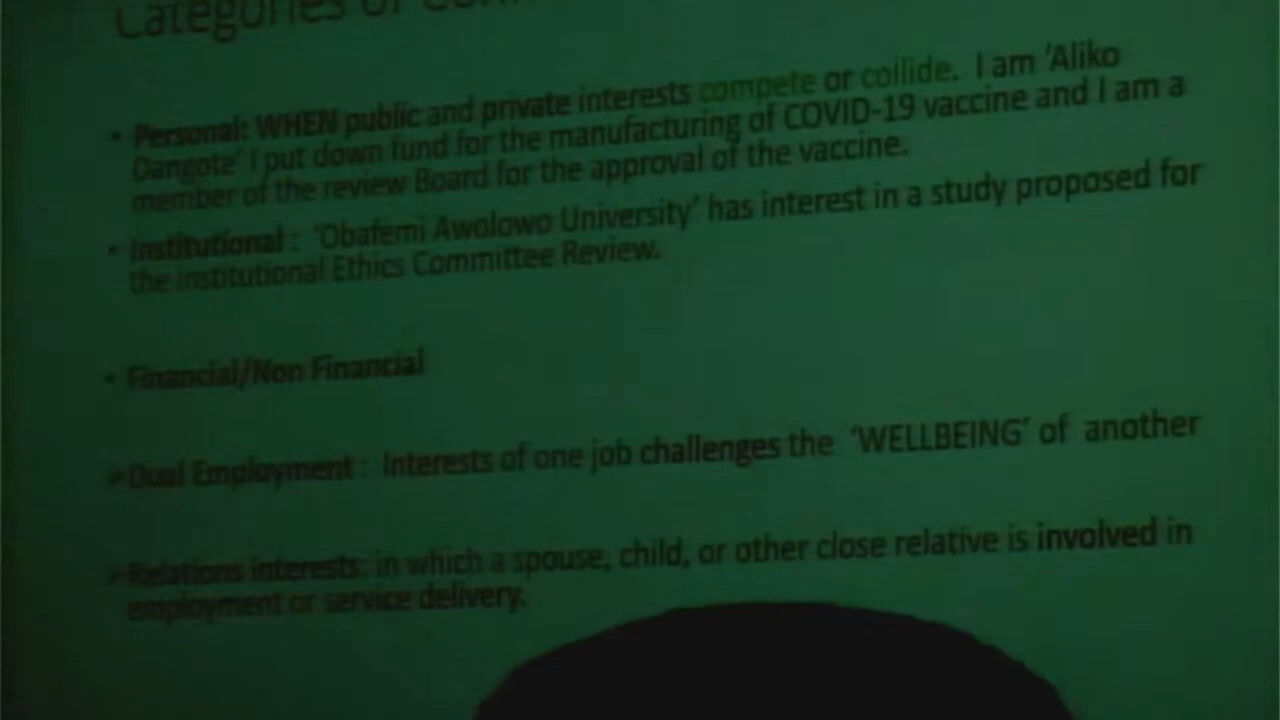 Categories of
• Personal: WHEN public and private interests compete or collide. I am 'Aliko
Dangote' I put down fund for the manufacturing of COVID-19 vaccine and I am a
member of the review Board for the approval of the vaccine.
• Institutional : 'Obafemi Awolowo University' has interest in a study proposed for
the institutional Ethics Committee Review.
• Financial/Non Financial
➢Dual Employment : Interests of one job challenges the 'WELLBEING' of another
➢Relations interests: in which a spouse, child, or other close relative is involved in
employment or service delivery.